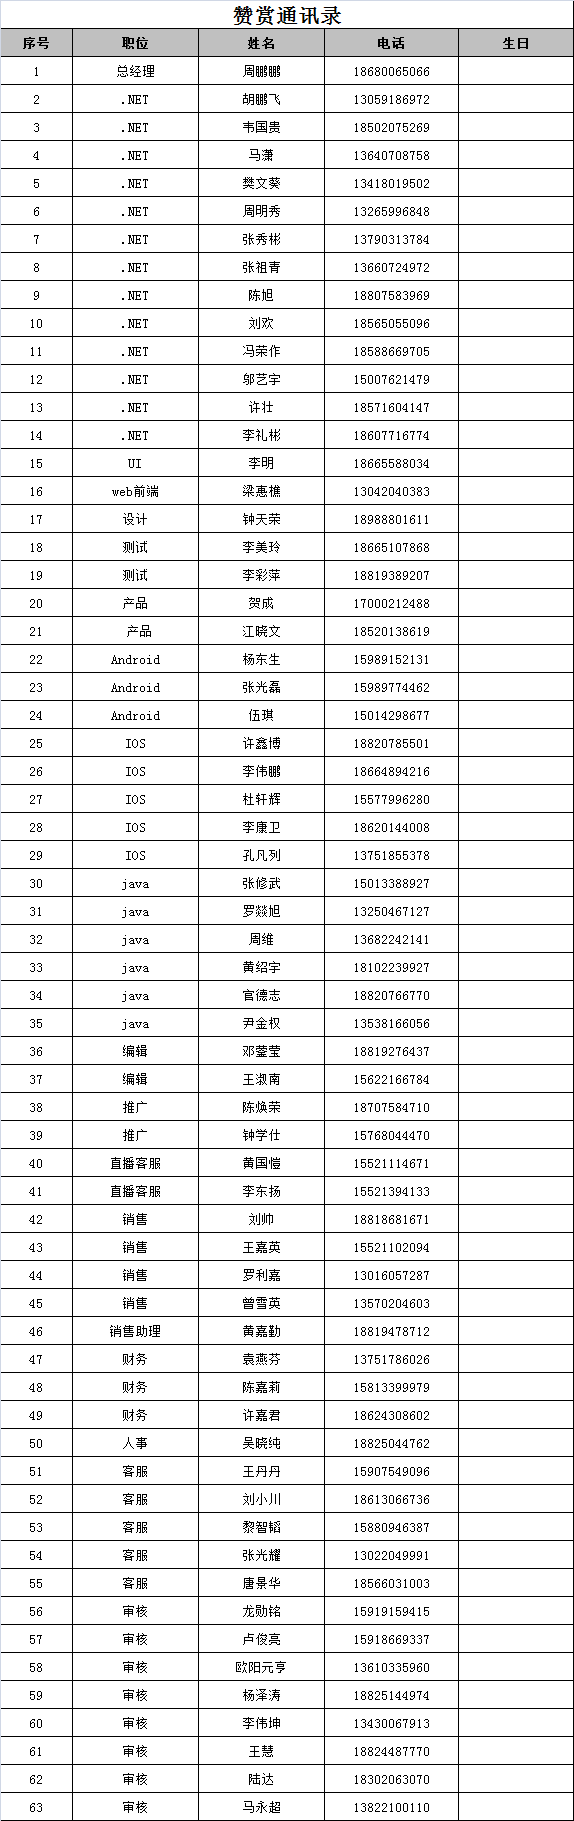 赞赏通讯录
序号 职位 姓名 电话 生日
1 总经理 周鹏鹏 18680065066
2 .NET 胡鹏飞 13059186972
3 .NET 韦国贵 18502075269
4 .NET 马潇 13640708758
5 .NET 樊文葵 13418019502
6 .NET 周明秀 13265996848
7 .NET 张秀彬 13790313784
8 .NET 张祖青 13660724972
9 .NET 陈旭 18807583969
10 .NET 刘欢 18565055096
11 .NET 冯荣作 18588669705
12 .NET 邬艺宇 15007621479
13 .NET 许壮 18571604147
14 .NET 李礼彬 18607716774
15 UI 李明 18665588034
16 web前端 梁惠樵 13042040383
17 设计 钟天荣 18988801611
18 测试 李美玲 18665107868
19 测试 李彩萍 18819389207
20 产品 贺成 17000212488
21 产品 江晓文 18520138619
22 Android 杨东生 15989152131
23 Android 张光磊 15989774462
24 Android 伍琪 15014298677
25 IOS 许鑫博 18820785501
26 IOS 李伟鹏 18664894216
27 IOS 杜轩辉 15577996280
28 IOS 李康卫 18620144008
29 IOS 孔凡列 13751855378
30 java 张修武 15013388927
31 java 罗燚旭 13250467127
32 java 周维 13682242141
33 java 黄绍宇 18102239927
34 java 官德志 18820766770
35 java 尹金权 13538166056
36 编辑 邓蓥莹 18819276437
37 编辑 王淑南 15622166784
38 推广 陈焕荣 18707584710
39 推广 钟学仕 15768044470
40 直播客服 黄国恺 15521114671
41 直播客服 李东扬 15521394133
42 销售 刘帅 18818681671
43 销售 王嘉英 15521102094
44 销售 罗利嘉 13016057287
45 销售 曾雪英 13570204603
46 销售助理 黄嘉勤 18819478712
47 财务 袁燕芬 13751786026
48 财务 陈嘉莉 15813399979
49 财务 许嘉君 18624308602
50 人事 吴晓纯 18825044762
51 客服 王丹丹 15907549096
52 客服 刘小川 18613066736
53 客服 黎智韬 15880946387
54 客服 张光耀 13022049991
55 客服 唐景华 18566031003
56 审核 龙勋铭 15919159415
57 审核 卢俊亮 15918669337
58 审核 欧阳元亨 13610335960
59 审核 杨泽涛 18825144974
60 审核 李伟坤 13430067913
61 审核 王慧 18824487770
62 审核 陆达 18302063070
63 审核 马永超 13822100110